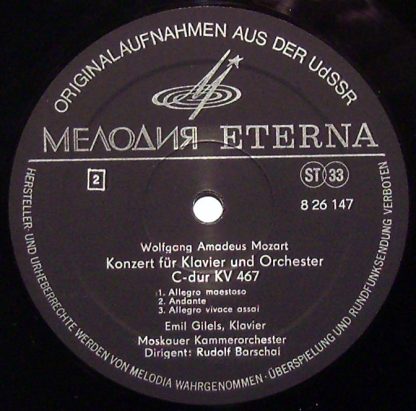 ORIGINALAUFNAHMEN AUS DER UdSSR
МЕЛОДИЯ ETERNA
2
ST 33
8 26 147
Wolfgang Amadeus Mozart
Konzert für Klavier und Orchester
C-dur KV 467
1. Allegro maestoso
2. Andante
3. Allegro vivace assai
Emil Gilels, Klavier
Moskauer Kammerorchester
Dirigent: Rudolf Barschai
HERSTELLER- UND URHEBERRECHTE WERDEN VON MELODIA WAHRGENOMMEN · ÜBERSPIELUNG UND RUNDFUNKSENDUNG VERBOTEN